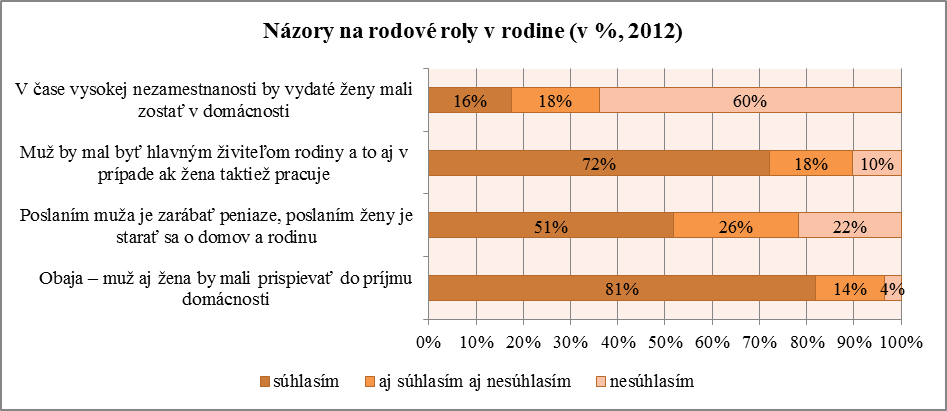 Názory na rodové roly v rodine (v %, 2012)
V čase vysokej nezamestnanosti by vydaté ženy mali
zostať v domácnosti
16% 18% 60%
Muž by mal byť hlavným živiteľom rodiny a to aj v
prípade ak žena taktiež pracuje
72% 18% 10%
Poslaním muža je zarábať peniaze, poslaním ženy je
starať sa o domov a rodinu
51% 26% 22%
Obaja – muž aj žena by mali prispievať do príjmu
domácnosti
81% 14% 4%
0% 10% 20% 30% 40% 50% 60% 70% 80% 90% 100%
súhlasím aj súhlasím aj nesúhlasím nesúhlasím